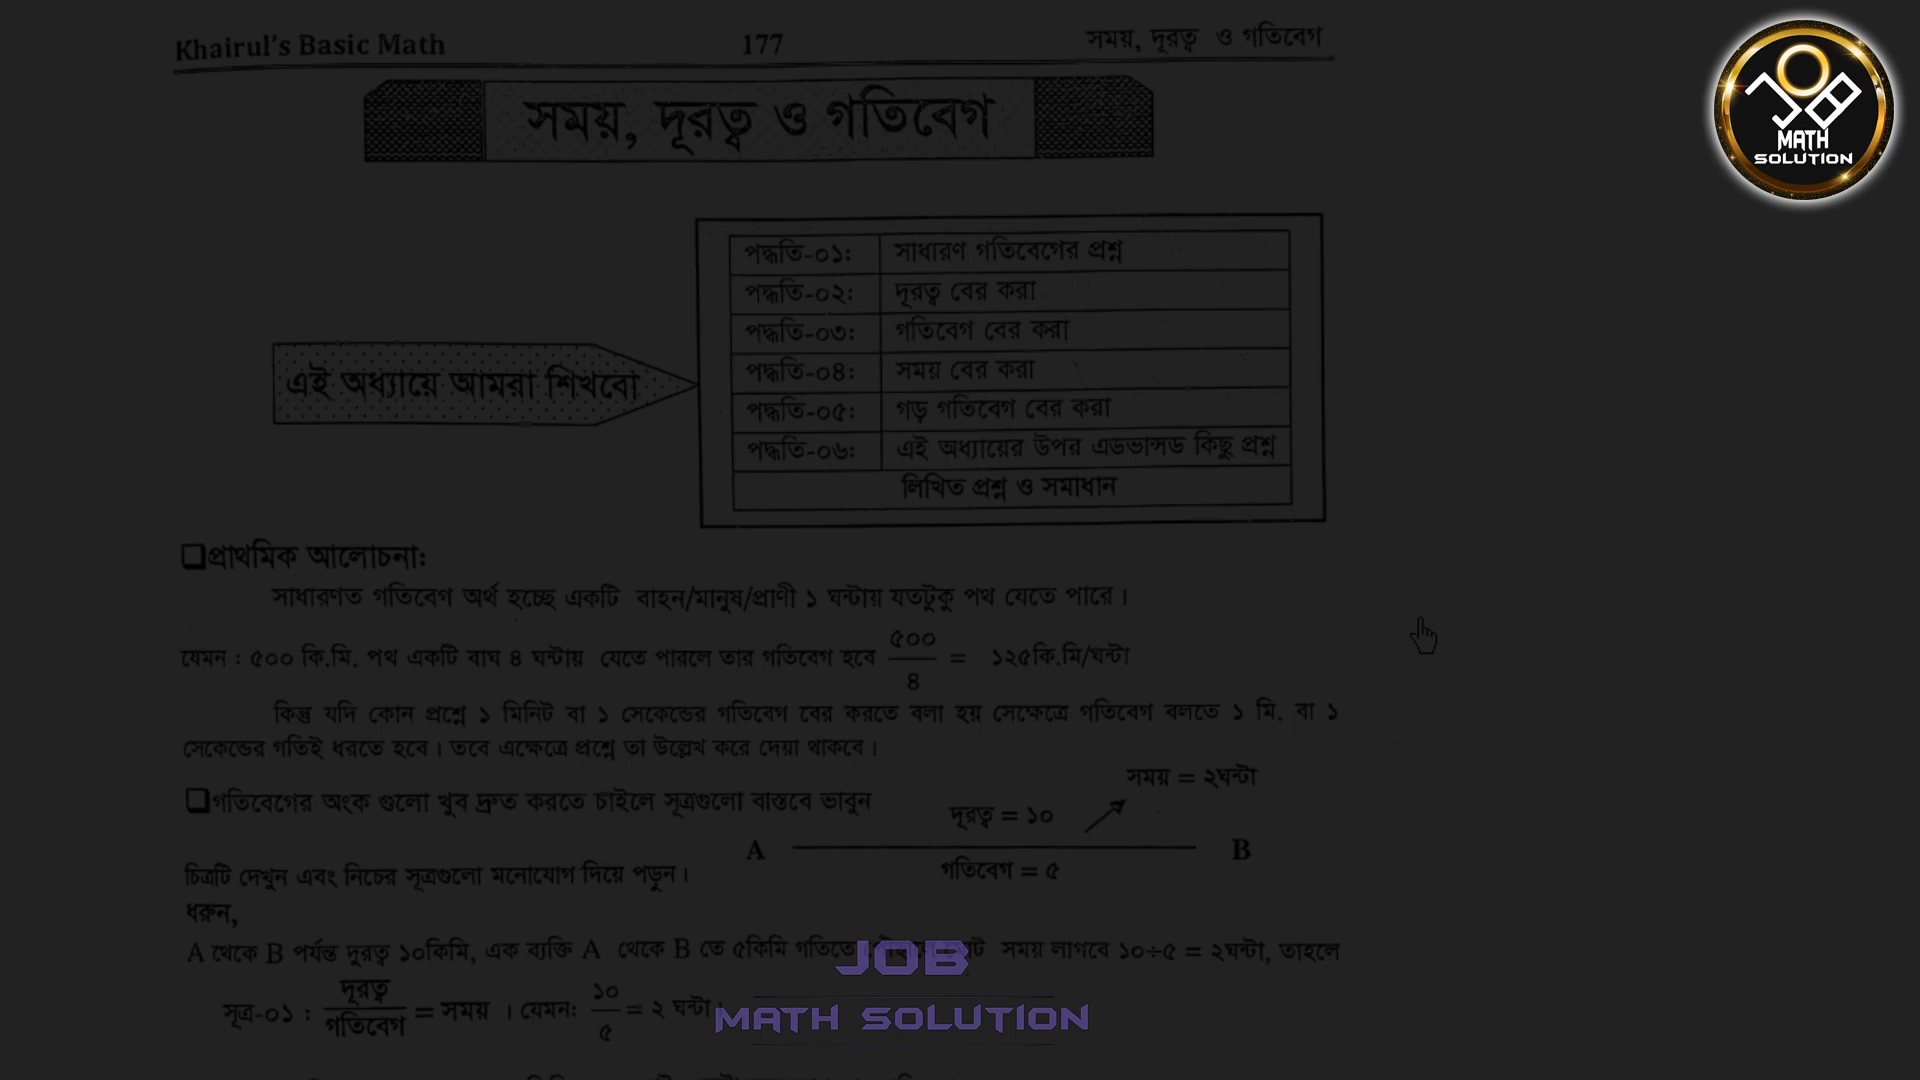 Khairul's Basic Math 177 সময়, দূরত্ব ও গতিবেগ
সময়, দূরত্ব ও গতিবেগ
পদ্ধতি-০১: সাধারণ গতিবেগের প্রশ্ন
পদ্ধতি-০২: দূরত্ব বের করা
পদ্ধতি-০৩: গতিবেগ বের করা
পদ্ধতি-০৪: সময় বের করা
পদ্ধতি-০৫: গড় গতিবেগ বের করা
পদ্ধতি-০৬: এই অধ্যায়ের উপর এডভান্সড কিছু প্রশ্ন
লিখিত প্রশ্ন ও সমাধান
এই অধ্যায়ে আমরা শিখবো
❑প্রাথমিক আলোচনা:
সাধারণত গতিবেগ অর্থ হচ্ছে একটি বাহন/মানুষ/প্রাণী ১ ঘন্টায় যতটুকু পথ যেতে পারে।
যেমন : ৫০০ কি.মি. পথ একটি বাঘ ৪ ঘন্টায় যেতে পারলে তার গতিবেগ হবে ৫০০/৪ = ১২৫কি.মি/ঘন্টা
কিন্তু যদি কোন প্রশ্নে ১ মিনিট বা ১ সেকেন্ডের গতিবেগ বের করতে বলা হয় সেক্ষেত্রে গতিবেগ বলতে ১ মি. বা ১
সেকেন্ডের গতিই ধরতে হবে। তবে এক্ষেত্রে প্রশ্নে তা উল্লেখ করে দেয়া থাকবে।
সময় = ২ঘন্টা
❑গতিবেগের অংক গুলো খুব দ্রুত করতে চাইলে সূত্রগুলো বাস্তবে ভাবুন
দূরত্ব = ১০
A B
গতিবেগ = ৫
চিত্রটি দেখুন এবং নিচের সূত্রগুলো মনোযোগ দিয়ে পড়ুন।
ধরুন,
A থেকে B পর্যন্ত দুরত্ব ১০কিমি, এক ব্যক্তি A থেকে B তে ৫কিমি গতিতে সময় লাগবে ১০÷৫ = ২ঘন্টা, তাহলে
সূত্র-০১ : দূরত্ব/গতিবেগ = সময় । যেমন: ১০/৫ = ২ ঘন্টা।
JOB
MATH SOLUTION
JOB
MATH
SOLUTION